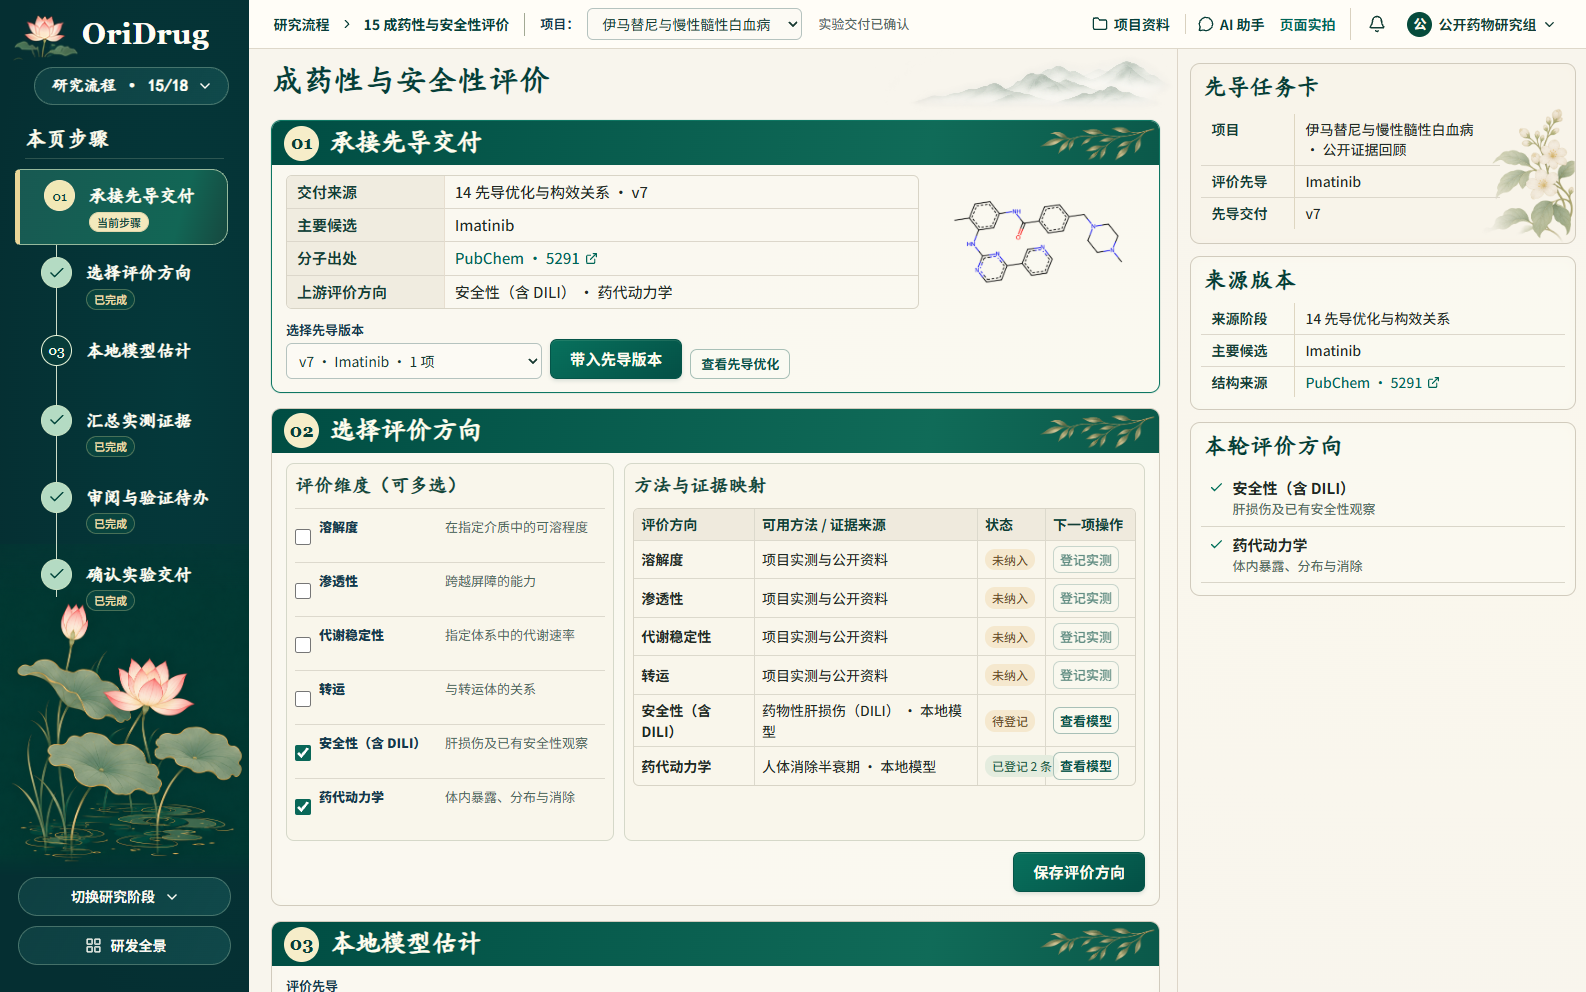 OriDrug
研究流程 • 15/18
本页步骤
01 承接先导交付
当前步骤
选择评价方向
已完成
03 本地模型估计
汇总实测证据
已完成
审阅与验证待办
已完成
确认实验交付
已完成
切换研究阶段
研发全景
研究流程 > 15 成药性与安全性评价 项目： 伊马替尼与慢性髓性白血病 实验交付已确认 项目资料 AI 助手 页面实拍 公 公开药物研究组
成药性与安全性评价
01 承接先导交付
交付来源 14 先导优化与构效关系 • v7
主要候选 Imatinib
分子出处 PubChem • 5291
上游评价方向 安全性（含 DILI） • 药代动力学
选择先导版本
v7 • Imatinib • 1 项 带入先导版本 查看先导优化
NH
O
N
N
HN
N
N
N
02 选择评价方向
评价维度（可多选）
溶解度 在指定介质中的可溶程度
渗透性 跨越屏障的能力
代谢稳定性 指定体系中的代谢速率
转运 与转运体的关系
安全性（含 DILI） 肝损伤及已有安全性观察
药代动力学 体内暴露、分布与消除
方法与证据映射
评价方向 可用方法 / 证据来源 状态 下一项操作
溶解度 项目实测与公开资料 未纳入 登记实测
渗透性 项目实测与公开资料 未纳入 登记实测
代谢稳定性 项目实测与公开资料 未纳入 登记实测
转运 项目实测与公开资料 未纳入 登记实测
安全性（含 DILI） 药物性肝损伤（DILI） • 本地模型 待登记 查看模型
药代动力学 人体消除半衰期 • 本地模型 已登记 2 条 查看模型
保存评价方向
03 本地模型估计
评价先导
先导任务卡
项目 伊马替尼与慢性髓性白血病
• 公开证据回顾
评价先导 Imatinib
先导交付 v7
来源版本
来源阶段 14 先导优化与构效关系
主要候选 Imatinib
结构来源 PubChem • 5291
本轮评价方向
安全性（含 DILI）
肝损伤及已有安全性观察
药代动力学
体内暴露、分布与消除